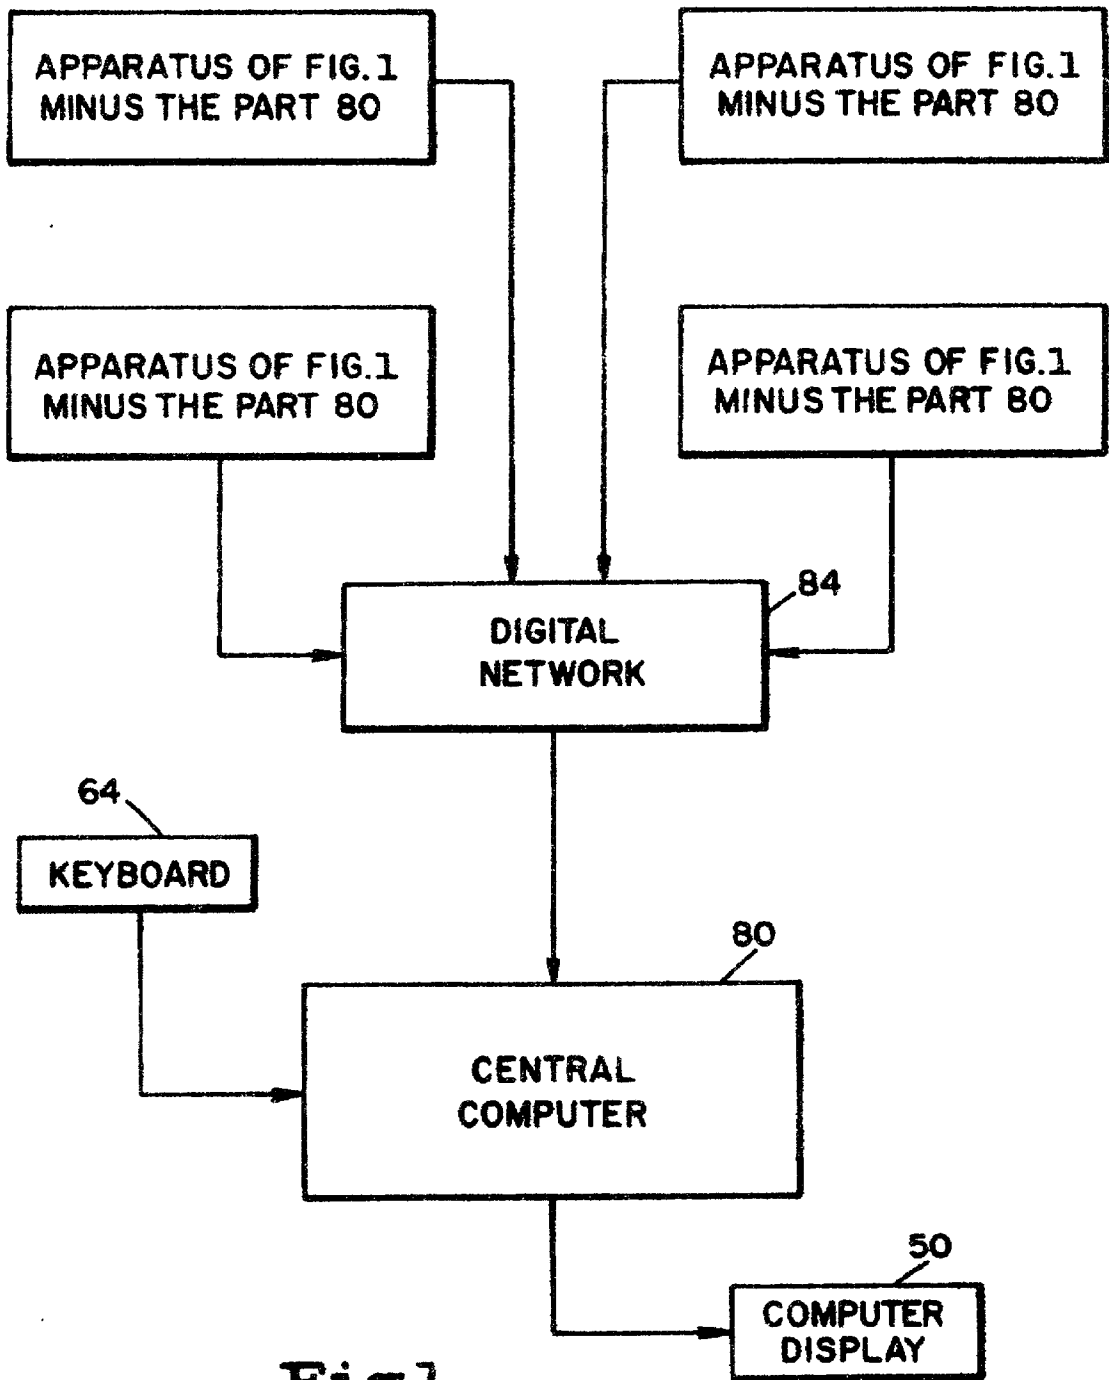 APPARATUS OF FIG.1
MINUS THE PART 80
APPARATUS OF FIG.1
MINUS THE PART 80
APPARATUS OF FIG.1
MINUS THE PART 80
APPARATUS OF FIG.1
MINUS THE PART 80
84
DIGITAL
NETWORK
64
KEYBOARD
80
CENTRAL
COMPUTER
50
COMPUTER
DISPLAY